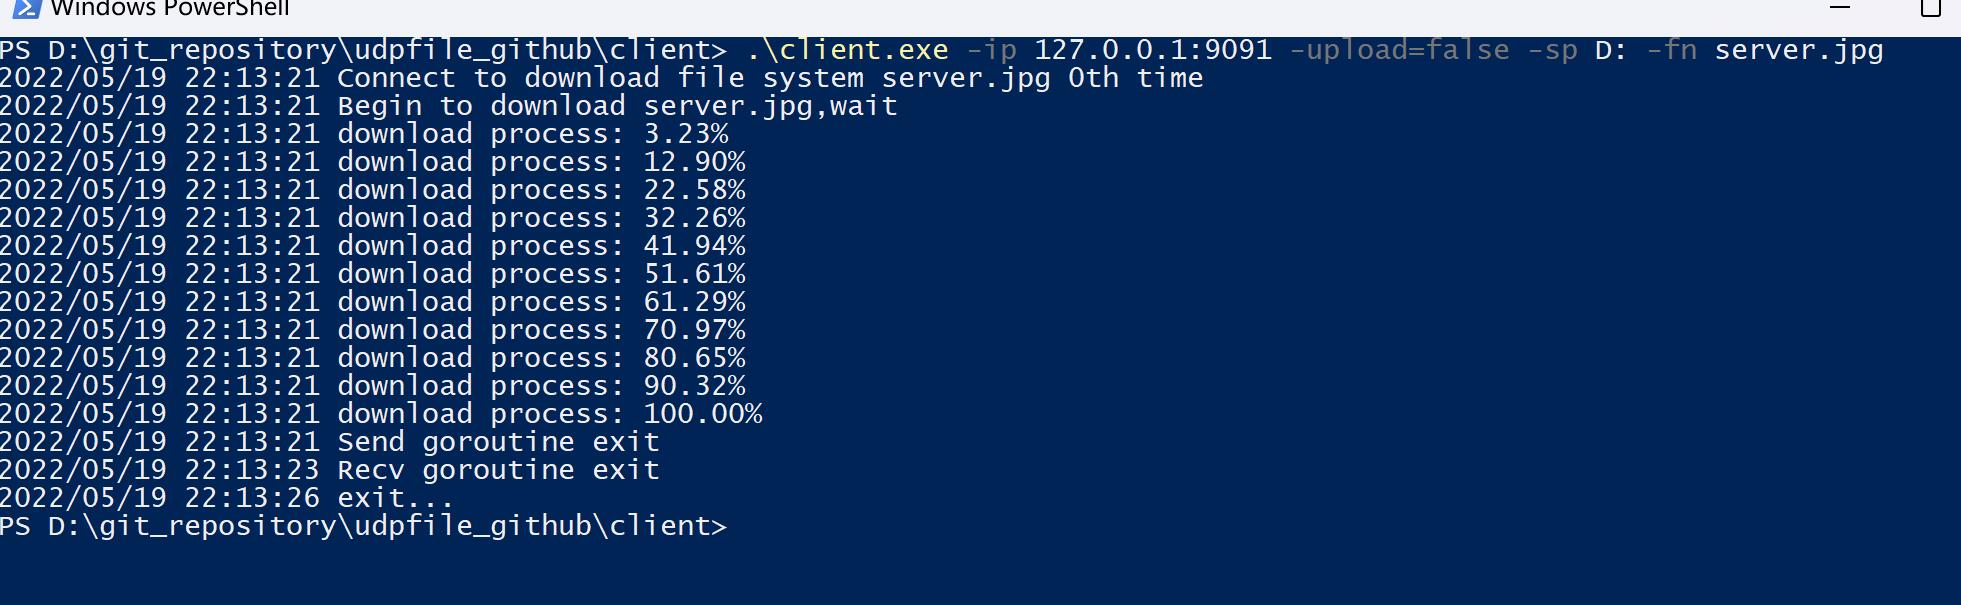 Windows PowerShell
PS D:\git_repository\udpfile_github\client> .\client.exe -ip 127.0.0.1:9091 -upload=false -sp D: -fn server.jpg
2022/05/19 22:13:21 Connect to download file system server.jpg 0th time
2022/05/19 22:13:21 Begin to download server.jpg,wait
2022/05/19 22:13:21 download process: 3.23%
2022/05/19 22:13:21 download process: 12.90%
2022/05/19 22:13:21 download process: 22.58%
2022/05/19 22:13:21 download process: 32.26%
2022/05/19 22:13:21 download process: 41.94%
2022/05/19 22:13:21 download process: 51.61%
2022/05/19 22:13:21 download process: 61.29%
2022/05/19 22:13:21 download process: 70.97%
2022/05/19 22:13:21 download process: 80.65%
2022/05/19 22:13:21 download process: 90.32%
2022/05/19 22:13:21 download process: 100.00%
2022/05/19 22:13:21 Send goroutine exit
2022/05/19 22:13:23 Recv goroutine exit
2022/05/19 22:13:26 exit...
PS D:\git_repository\udpfile_github\client>